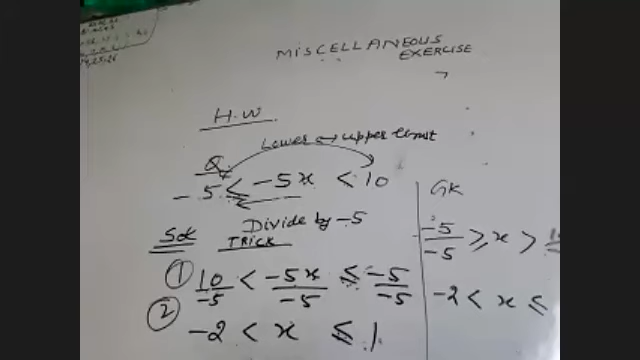 MISCELLANEOUS
EXERCISE
H.W
Lower ↔ upper limit
Q.
-5 ≤ -5x < 10
Divide by -5
Sol
TRICK
① 10/-5 < -5x/-5 ≤ -5/-5
② -2 < x ≤ 1
-5/-5 ≥ x >
-2 < x ≤